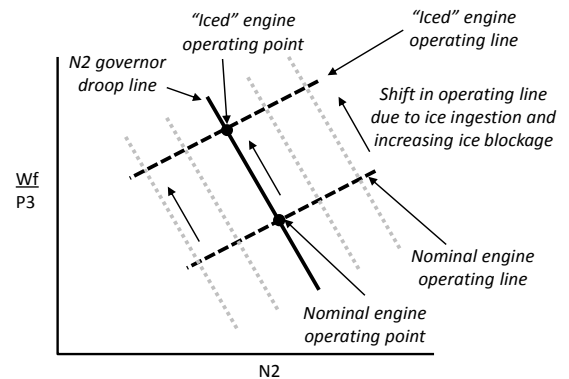 “Iced” engine
operating point
“Iced” engine
operating line
N2 governor
droop line
Shift in operating line
due to ice ingestion and
increasing ice blockage
Wf
P3
Nominal engine
operating line
Nominal engine
operating point
N2